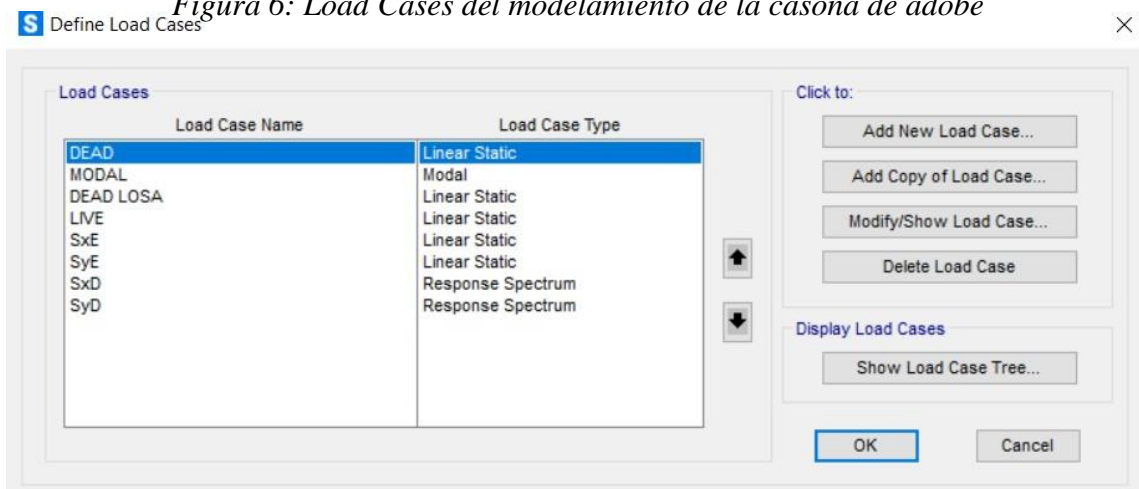 Figura 6: Load Cases del modelamiento de la casona de adobe
S Define Load Cases
Load Cases
Load Case Name Load Case Type
DEAD Linear Static
MODAL Modal
DEAD LOSA Linear Static
LIVE Linear Static
SxE Linear Static
SyE Linear Static
SxD Response Spectrum
SyD Response Spectrum
Click to:
Add New Load Case...
Add Copy of Load Case...
Modify/Show Load Case...
Delete Load Case
Display Load Cases
Show Load Case Tree...
OK Cancel